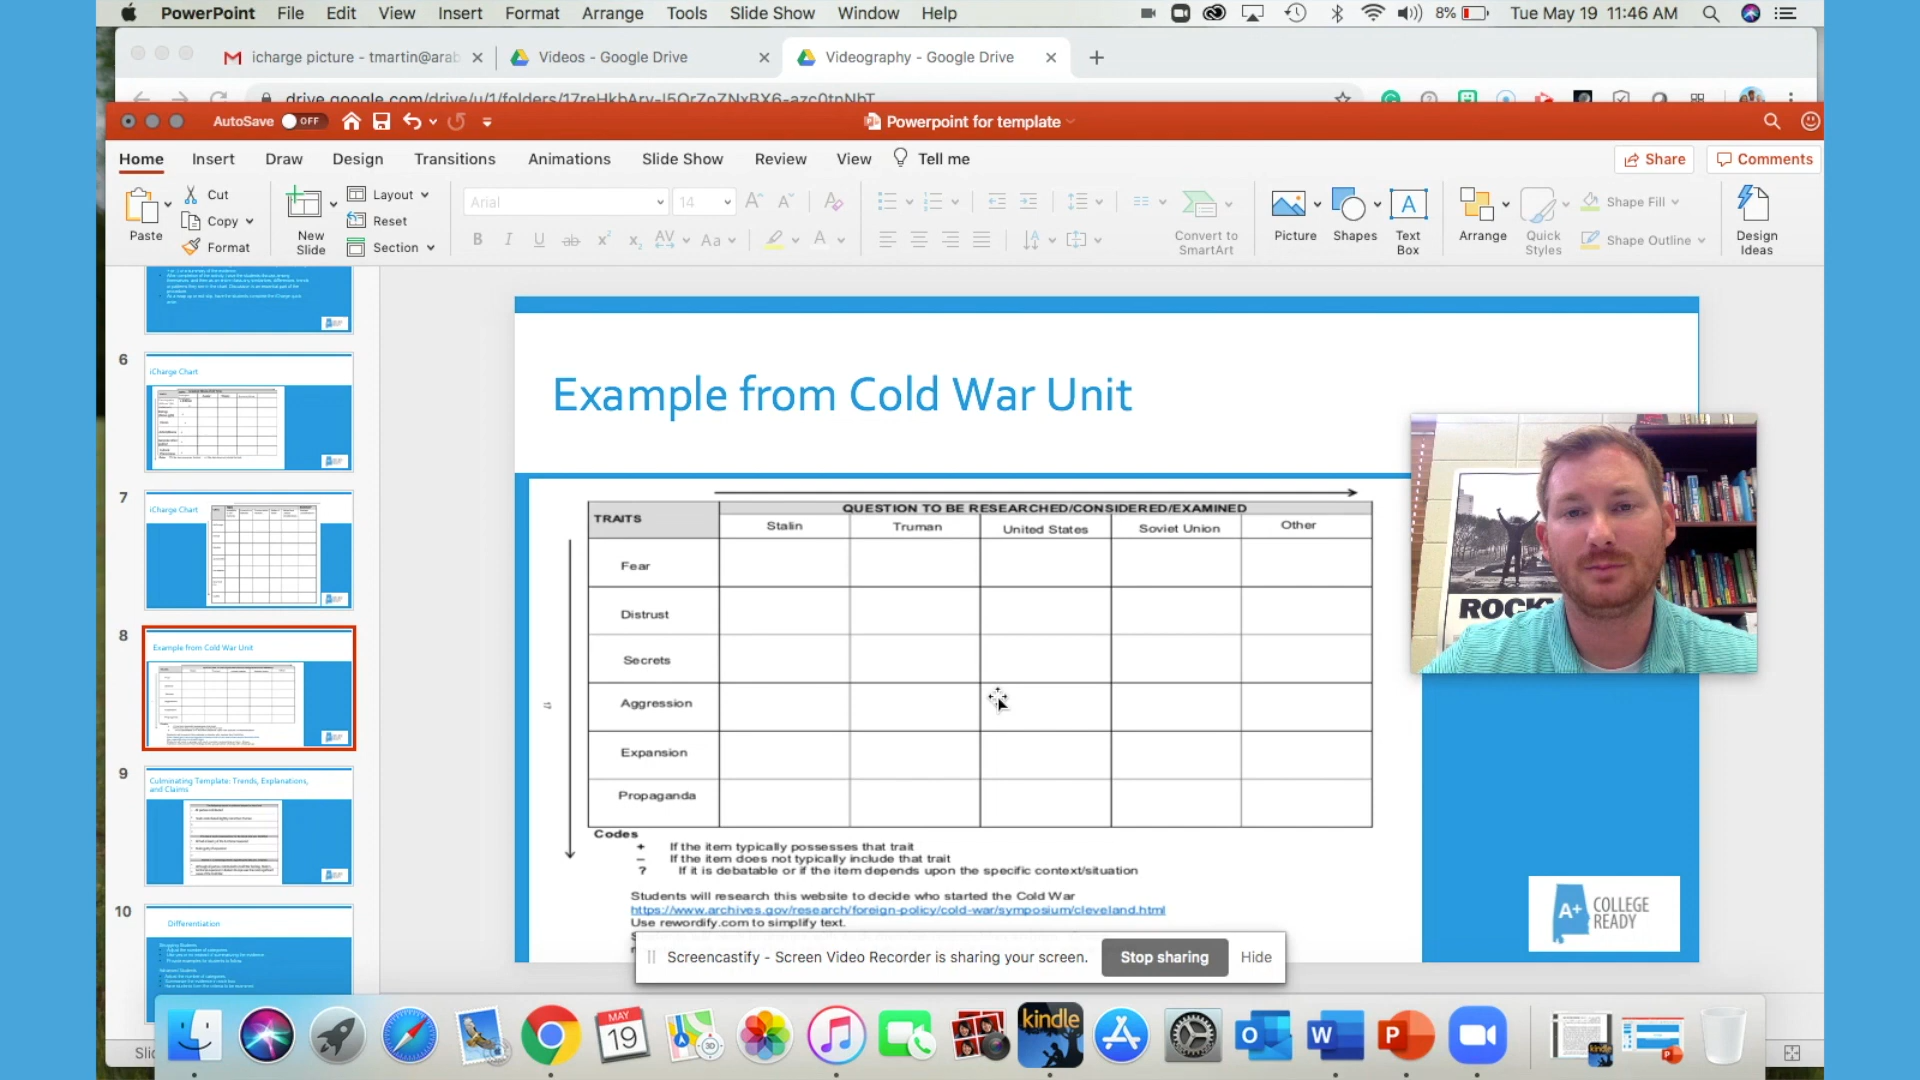 PowerPoint File Edit View Insert Format Arrange Tools Slide Show Window Help 8% Tue May 19 11:46 AM
icharge picture - tmartin@arab Videos - Google Drive Videography - Google Drive
AutoSave OFF Powerpoint for template
Home Insert Draw Design Transitions Animations Slide Show Review View Tell me Share Comments
Paste Cut Copy Format
New Slide Layout Reset Section
Arial 14
Convert to SmartArt
Picture Shapes Text Box
Arrange Quick Styles Shape Fill Shape Outline
Design Ideas
6
iCharge Chart
7
iCharge Chart
8
Example from Cold War Unit
9
Culminating Template: Trends, Explanations, and Claims
10
Differentiation
Example from Cold War Unit
TRAITS QUESTION TO BE RESEARCHED/CONSIDERED/EXAMINED
Stalin Truman United States Soviet Union Other
Fear
Distrust
Secrets
Aggression
Expansion
Propaganda
Codes
+ If the item typically possesses that trait
– If the item does not typically include that trait
? If it is debatable or if the item depends upon the specific context/situation
Students will research this website to decide who started the Cold War
https://www.archives.gov/research/foreign-policy/cold-war/symposium/cleveland.html
Use rewordify.com to simplify text.
ROCKY
A+ COLLEGE
READY
Screencastify - Screen Video Recorder is sharing your screen. Stop sharing Hide
MAY
19
3D
kindle